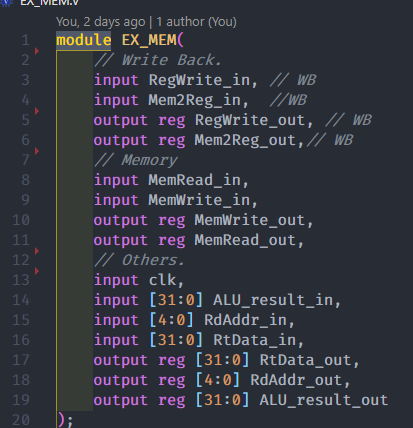 EX_MEM.v
You, 2 days ago | 1 author (You)
1 module EX_MEM(
2 // Write Back.
3 input RegWrite_in, // WB
4 input Mem2Reg_in,  //WB
5 output reg RegWrite_out, // WB
6 output reg Mem2Reg_out,// WB
7 // Memory
8 input MemRead_in,
9 input MemWrite_in,
10 output reg MemWrite_out,
11 output reg MemRead_out,
12 // Others.
13 input clk,
14 input [31:0] ALU_result_in,
15 input [4:0] RdAddr_in,
16 input [31:0] RtData_in,
17 output reg [31:0] RtData_out,
18 output reg [4:0] RdAddr_out,
19 output reg [31:0] ALU_result_out
20 );